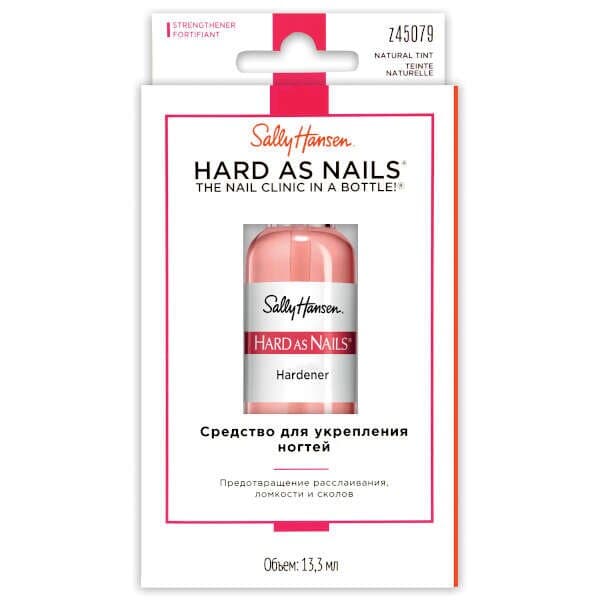 STRENGTHENER
FORTIFIANT
z45079
NATURAL TINT
TEINTE
NATURELLE
Sally Hansen.
HARD AS NAILS®
THE NAIL CLINIC IN A BOTTLE!®
Sally Hansen.
HARD AS NAILS®
Hardener
Средство для укрепления
ногтей
Предотвращение расслаивания,
ломкости и сколов
Объем: 13,3 мл